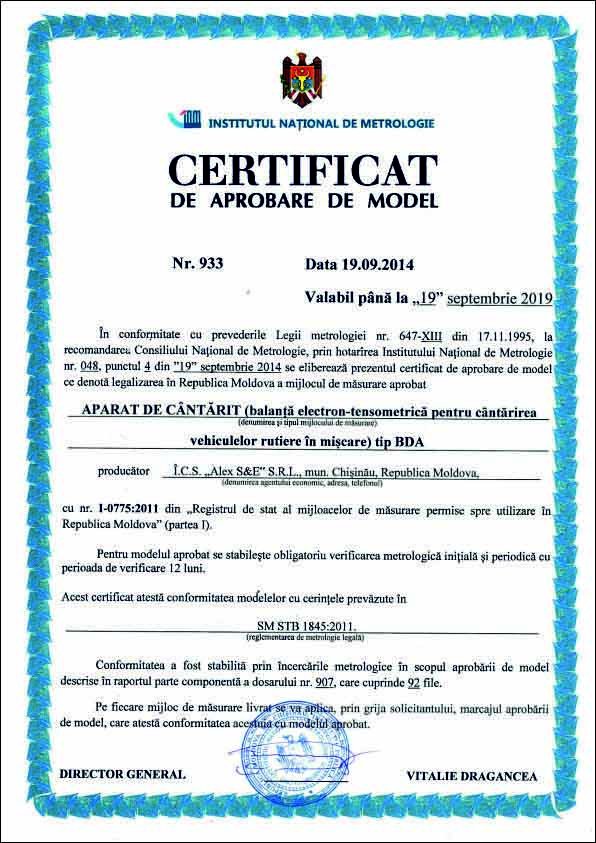 INSTITUTUL NAȚIONAL DE METROLOGIE
CERTIFICAT
DE APROBARE DE MODEL
Nr. 933 Data 19.09.2014
Valabil până la „19” septembrie 2019
În conformitate cu prevederile Legii metrologiei nr. 647-XIII din 17.11.1995, la
recomandarea Consiliului Național de Metrologie, prin hotarirea Institutului Național de Metrologie
nr. 048, punctul 4 din ”19” septembrie 2014 se eliberează prezentul certificat de aprobare de model
ce denotă legalizarea în Republica Moldova a mijlocul de măsurare aprobat
APARAT DE CÂNTĂRIT (balanță electron-tensometrică pentru cântărirea
(denumirea și tipul mijlocului de măsurare)
vehiculelor rutiere în mișcare) tip BDA
producător Î.C.S. „Alex S&E” S.R.L., mun. Chișinău, Republica Moldova,
(denumirea agentului economic, adresa, telefonul)
cu nr. I-0775:2011 din „Registrul de stat al mijloacelor de măsurare permise spre utilizare în
Republica Moldova” (partea I).
Pentru modelul aprobat se stabilește obligatoriu verificarea metrologică inițială și periodică cu
perioada de verificare 12 luni.
Acest certificat atestă conformitatea modelelor cu cerințele prevăzute în
SM STB 1845:2011.
(reglementarea de metrologie legală)
Conformitatea a fost stabilită prin încercările metrologice în scopul aprobării de model
descrise în raportul parte componentă a dosarului nr. 907, care cuprinde 92 file.
Pe fiecare mijloc de măsurare livrat se va aplica, prin grija solicitantului, marcajul aprobării
de model, care atestă conformitatea acestuia cu modelul aprobat.
DIRECTOR GENERAL VITALIE DRAGANCEA